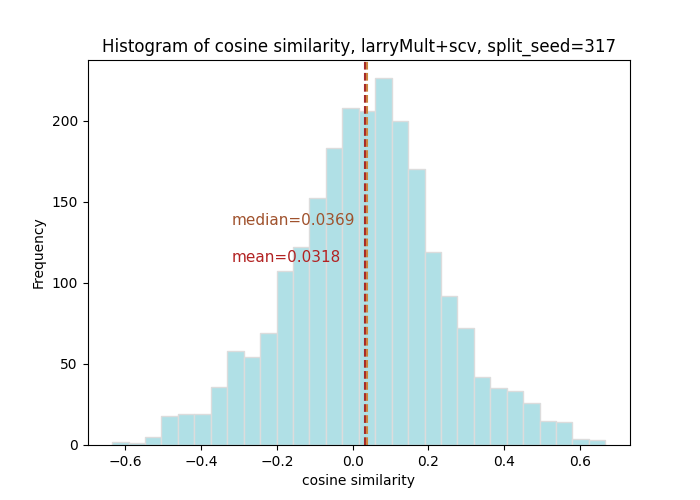 Histogram of cosine similarity, larryMult+scv, split_seed=317
Frequency
200
150
100
50
0
median=0.0369
mean=0.0318
−0.6 −0.4 −0.2 0.0 0.2 0.4 0.6
cosine similarity